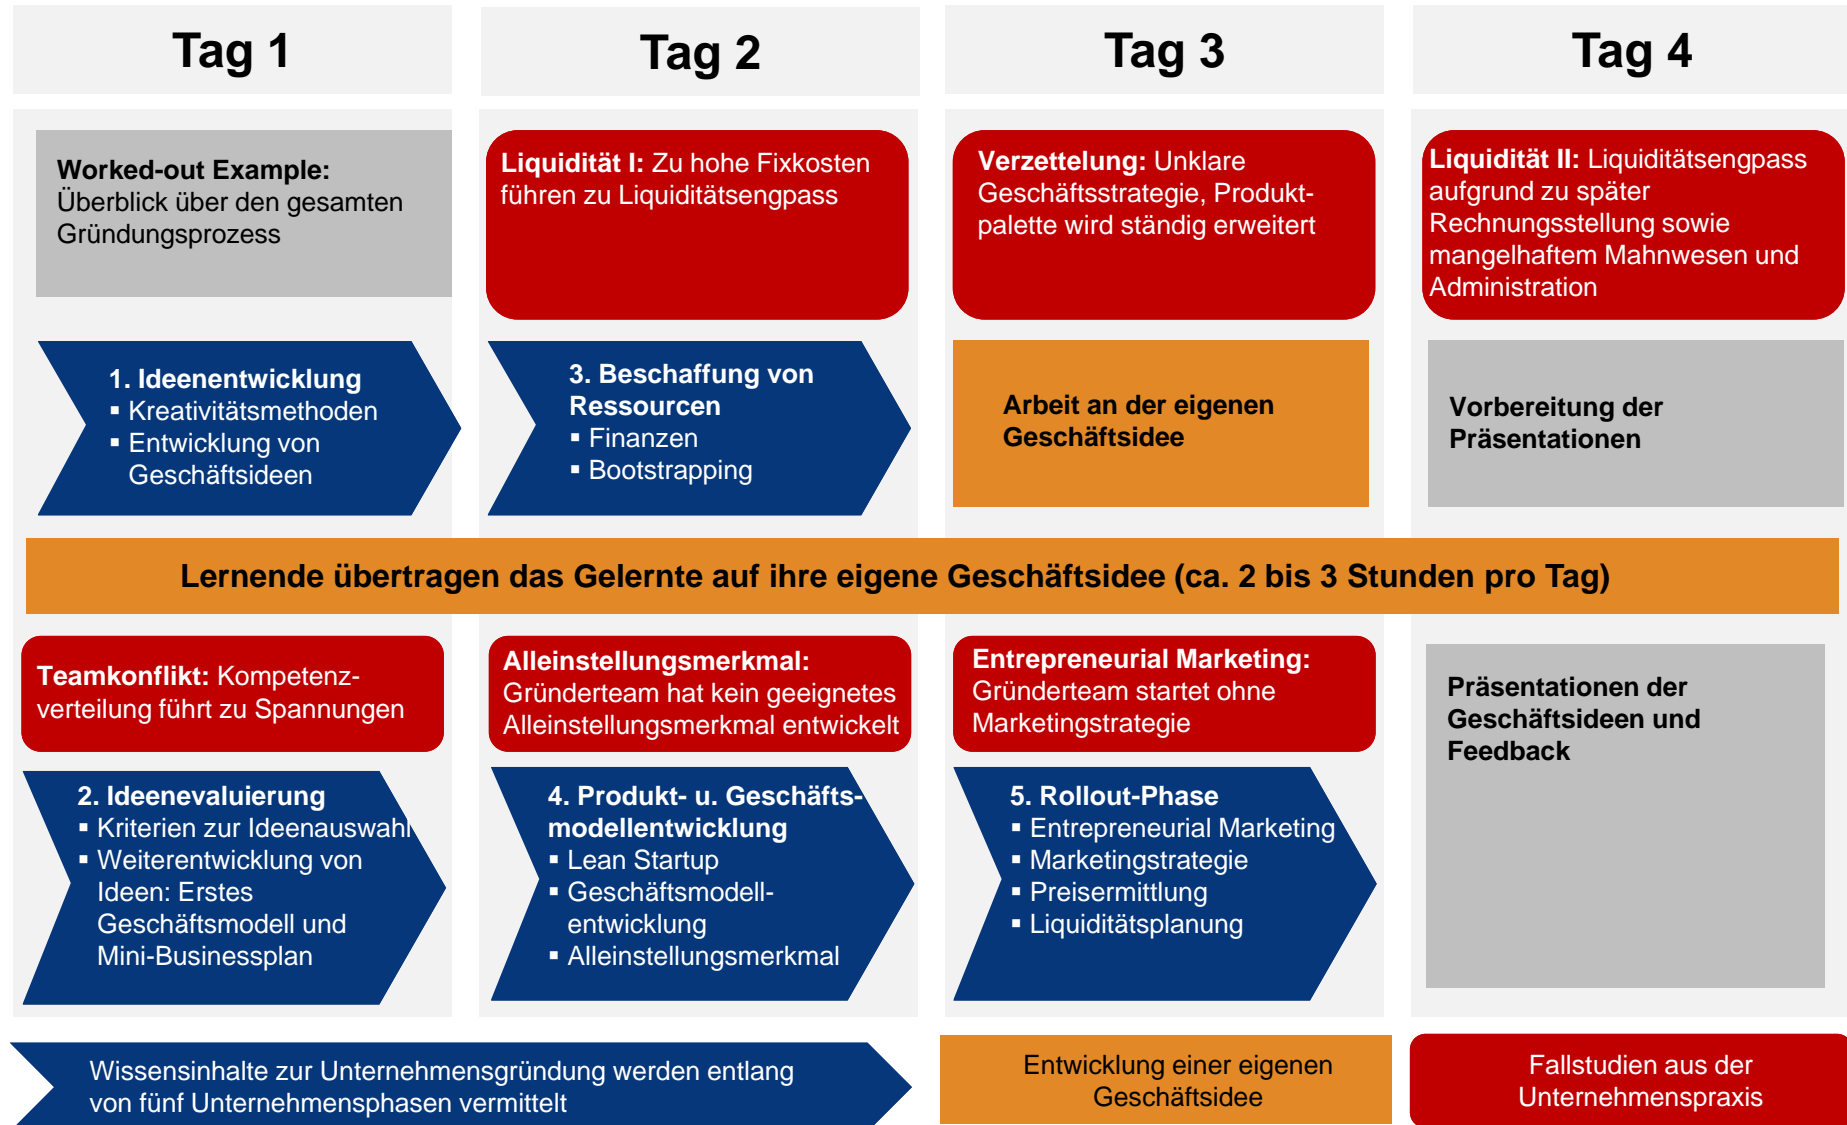 Tag 1
Tag 2
Tag 3
Tag 4
Worked-out Example:
Überblick über den gesamten
Gründungsprozess
Liquidität I: Zu hohe Fixkosten
führen zu Liquiditätsengpass
Verzettelung: Unklare
Geschäftsstrategie, Produkt-
palette wird ständig erweitert
Liquidität II: Liquiditätsengpass
aufgrund zu später
Rechnungsstellung sowie
mangelhaftem Mahnwesen und
Administration
1. Ideenentwicklung
▪ Kreativitätsmethoden
▪ Entwicklung von
Geschäftsideen
3. Beschaffung von
Ressourcen
▪ Finanzen
▪ Bootstrapping
Arbeit an der eigenen
Geschäftsidee
Vorbereitung der
Präsentationen
Lernende übertragen das Gelernte auf ihre eigene Geschäftsidee (ca. 2 bis 3 Stunden pro Tag)
Teamkonflikt: Kompetenz-
verteilung führt zu Spannungen
Alleinstellungsmerkmal:
Gründerteam hat kein geeignetes
Alleinstellungsmerkmal entwickelt
Entrepreneurial Marketing:
Gründerteam startet ohne
Marketingstrategie
Präsentationen der
Geschäftsideen und
Feedback
2. Ideenevaluierung
▪ Kriterien zur Ideenauswahl
▪ Weiterentwicklung von
Ideen: Erstes
Geschäftsmodell und
Mini-Businessplan
4. Produkt- u. Geschäfts-
modellentwicklung
▪ Lean Startup
▪ Geschäftsmodell-
entwicklung
▪ Alleinstellungsmerkmal
5. Rollout-Phase
▪ Entrepreneurial Marketing
▪ Marketingstrategie
▪ Preisermittlung
▪ Liquiditätsplanung
Wissensinhalte zur Unternehmensgründung werden entlang
von fünf Unternehmensphasen vermittelt
Entwicklung einer eigenen
Geschäftsidee
Fallstudien aus der
Unternehmenspraxis